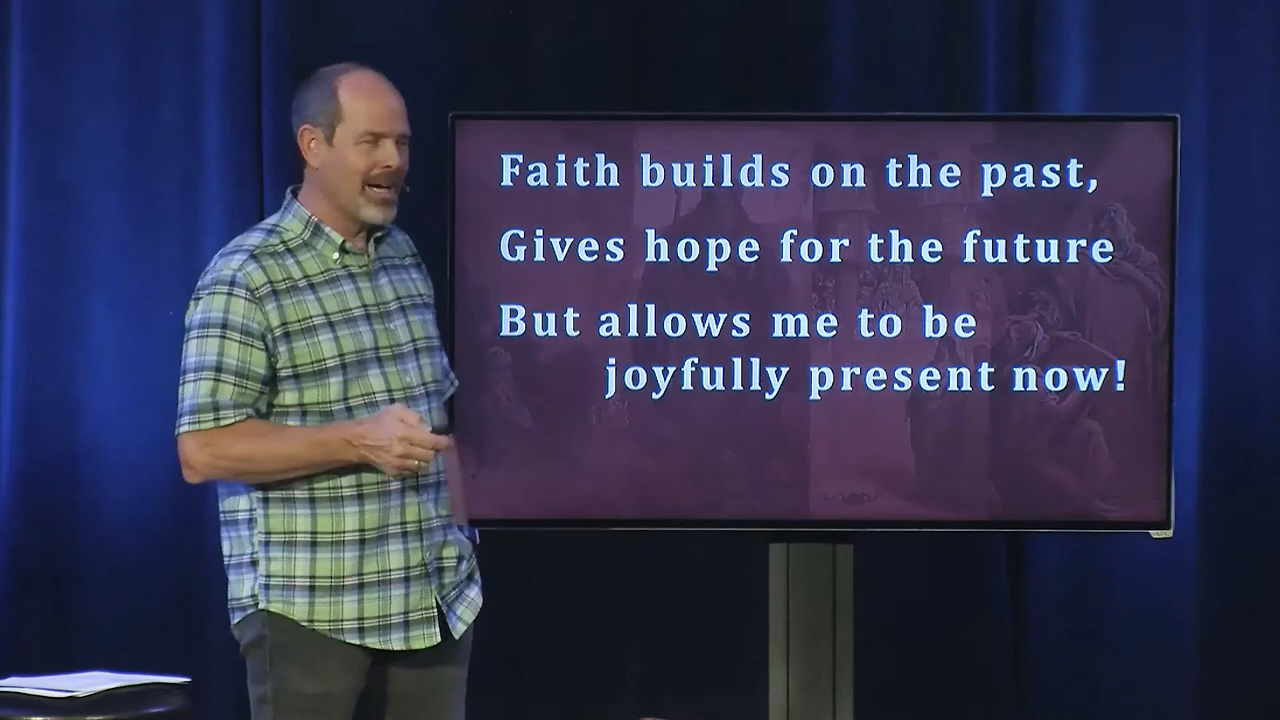 Faith builds on the past,
Gives hope for the future
But allows me to be
joyfully present now!